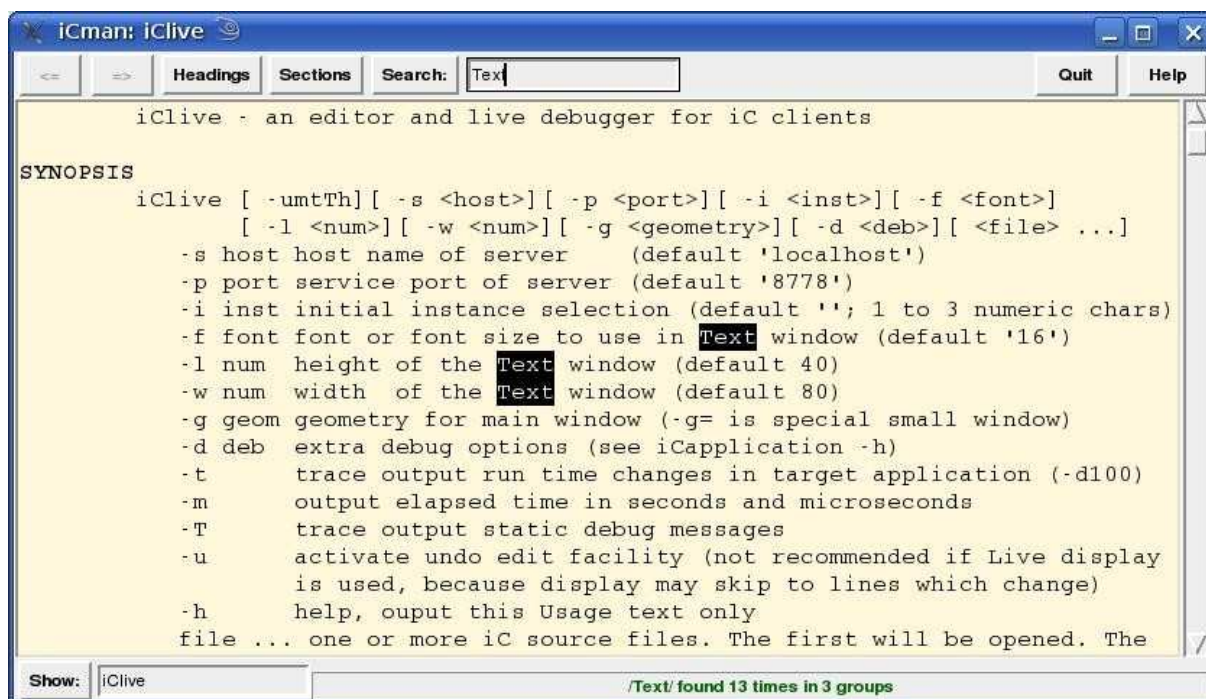 iCman: iClive
<= => Headings Sections Search: Text Quit Help
iClive - an editor and live debugger for iC clients
SYNOPSIS
iClive [ -umtTh][ -s <host>][ -p <port>][ -i <inst>][ -f <font>]
[ -l <num>][ -w <num>][ -g <geometry>][ -d <deb>][ <file> ...]
-s host host name of server (default 'localhost')
-p port service port of server (default '8778')
-i inst initial instance selection (default ''; 1 to 3 numeric chars)
-f font font or font size to use in Text window (default '16')
-l num height of the Text window (default 40)
-w num width of the Text window (default 80)
-g geom geometry for main window (-g= is special small window)
-d deb extra debug options (see iCapplication -h)
-t trace output run time changes in target application (-d100)
-m output elapsed time in seconds and microseconds
-T trace output static debug messages
-u activate undo edit facility (not recommended if Live display
is used, because display may skip to lines which change)
-h help, ouput this Usage text only
file ... one or more iC source files. The first will be opened. The
Show: iClive /Text/ found 13 times in 3 groups